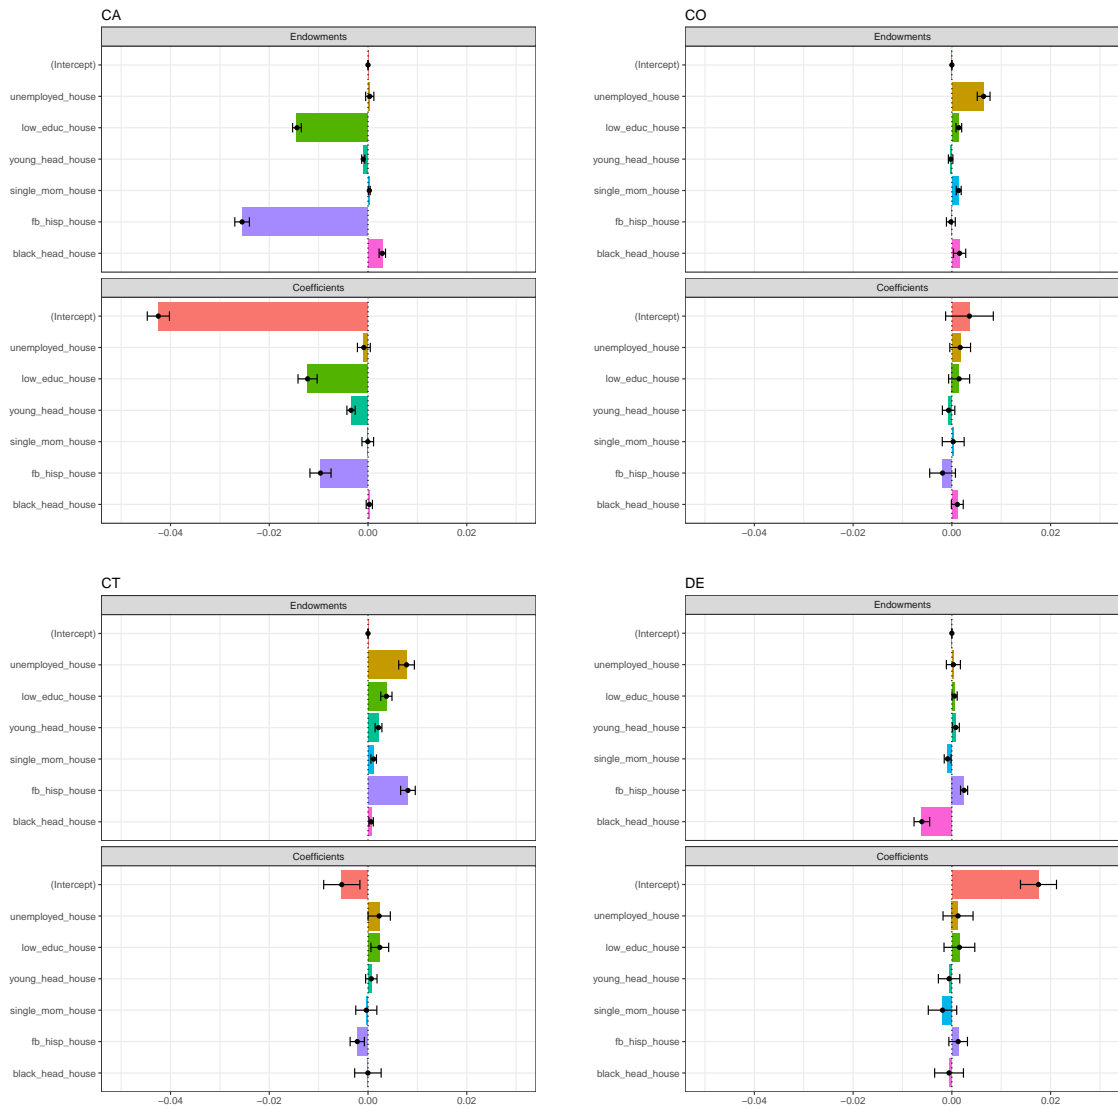 CA
Endowments
(Intercept)
unemployed_house
low_educ_house
young_head_house
single_mom_house
fb_hisp_house
black_head_house
Coefficients
(Intercept)
unemployed_house
low_educ_house
young_head_house
single_mom_house
fb_hisp_house
black_head_house
−0.04 −0.02 0.00 0.02
CO
Endowments
(Intercept)
unemployed_house
low_educ_house
young_head_house
single_mom_house
fb_hisp_house
black_head_house
Coefficients
(Intercept)
unemployed_house
low_educ_house
young_head_house
single_mom_house
fb_hisp_house
black_head_house
−0.04 −0.02 0.00 0.02
CT
Endowments
(Intercept)
unemployed_house
low_educ_house
young_head_house
single_mom_house
fb_hisp_house
black_head_house
Coefficients
(Intercept)
unemployed_house
low_educ_house
young_head_house
single_mom_house
fb_hisp_house
black_head_house
−0.04 −0.02 0.00 0.02
DE
Endowments
(Intercept)
unemployed_house
low_educ_house
young_head_house
single_mom_house
fb_hisp_house
black_head_house
Coefficients
(Intercept)
unemployed_house
low_educ_house
young_head_house
single_mom_house
fb_hisp_house
black_head_house
−0.04 −0.02 0.00 0.02